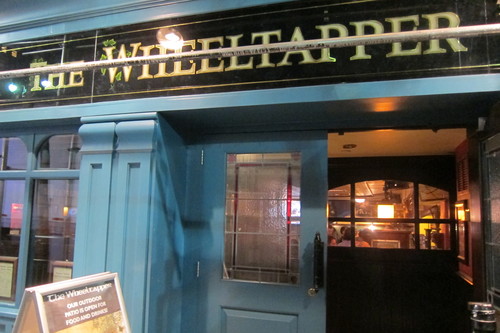 THE WHEELTAPPER
The Wheeltapper
OUR OUTDOOR
PATIO IS OPEN FOR
FOOD AND DRINKS